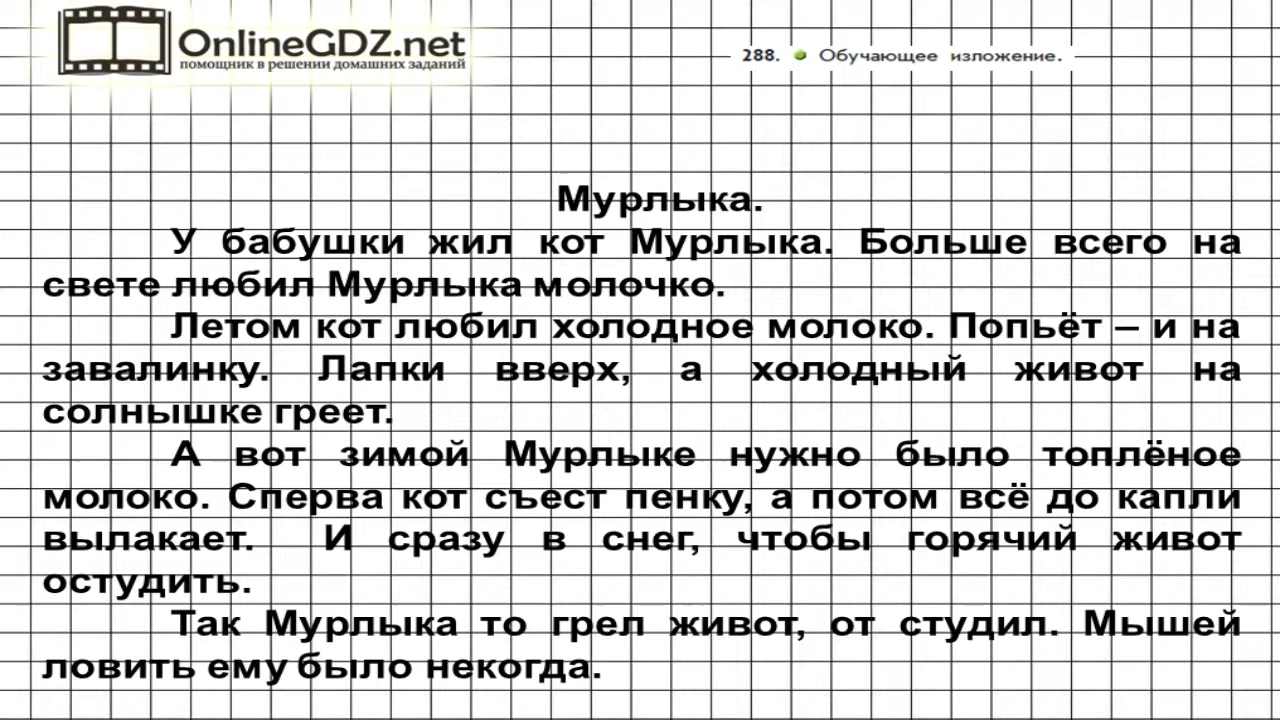 OnlineGDZ.net
помощник в решении домашних заданий
288. Обучающее изложение.
Мурлыка.
У бабушки жил кот Мурлыка. Больше всего на
свете любил Мурлыка молочко.
Летом кот любил холодное молоко. Попьёт – и на
завалинку. Лапки вверх, а холодный живот на
солнышке греет.
А вот зимой Мурлыке нужно было топлёное
молоко. Сперва кот съест пенку, а потом всё до капли
вылакает. И сразу в снег, чтобы горячий живот
остудить.
Так Мурлыка то грел живот, от студил. Мышей
ловить ему было некогда.